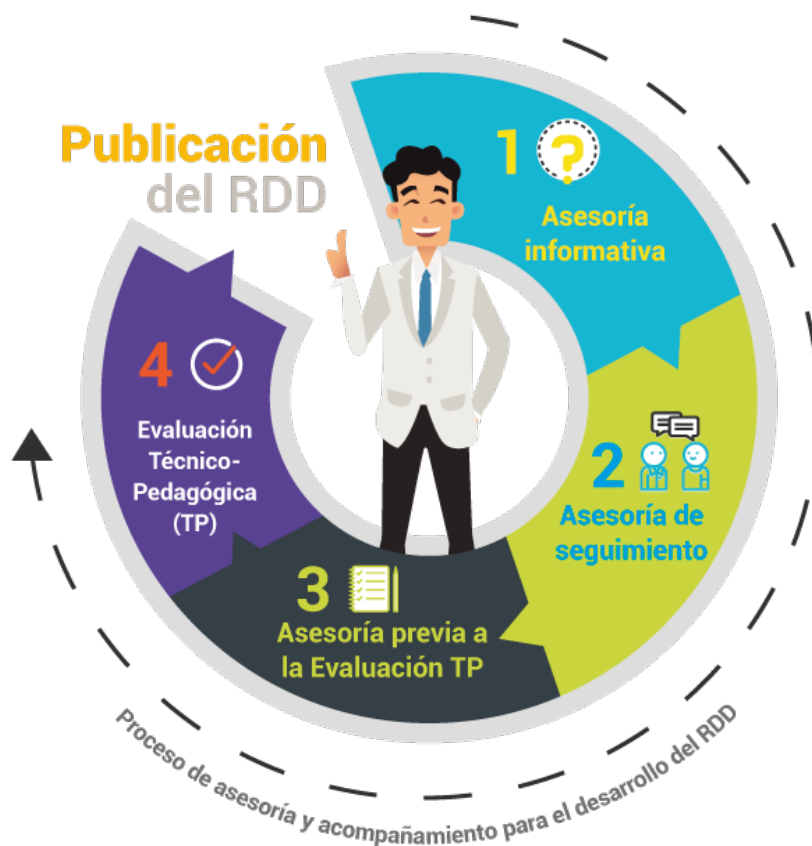 Publicación
del RDD
1
Asesoría
informativa
2
Asesoría de
seguimiento
3
Asesoría previa a
la Evaluación TP
4
Evaluación
Técnico-
Pedagógica
(TP)
Proceso de asesoría y acompañamiento para el desarrollo del RDD